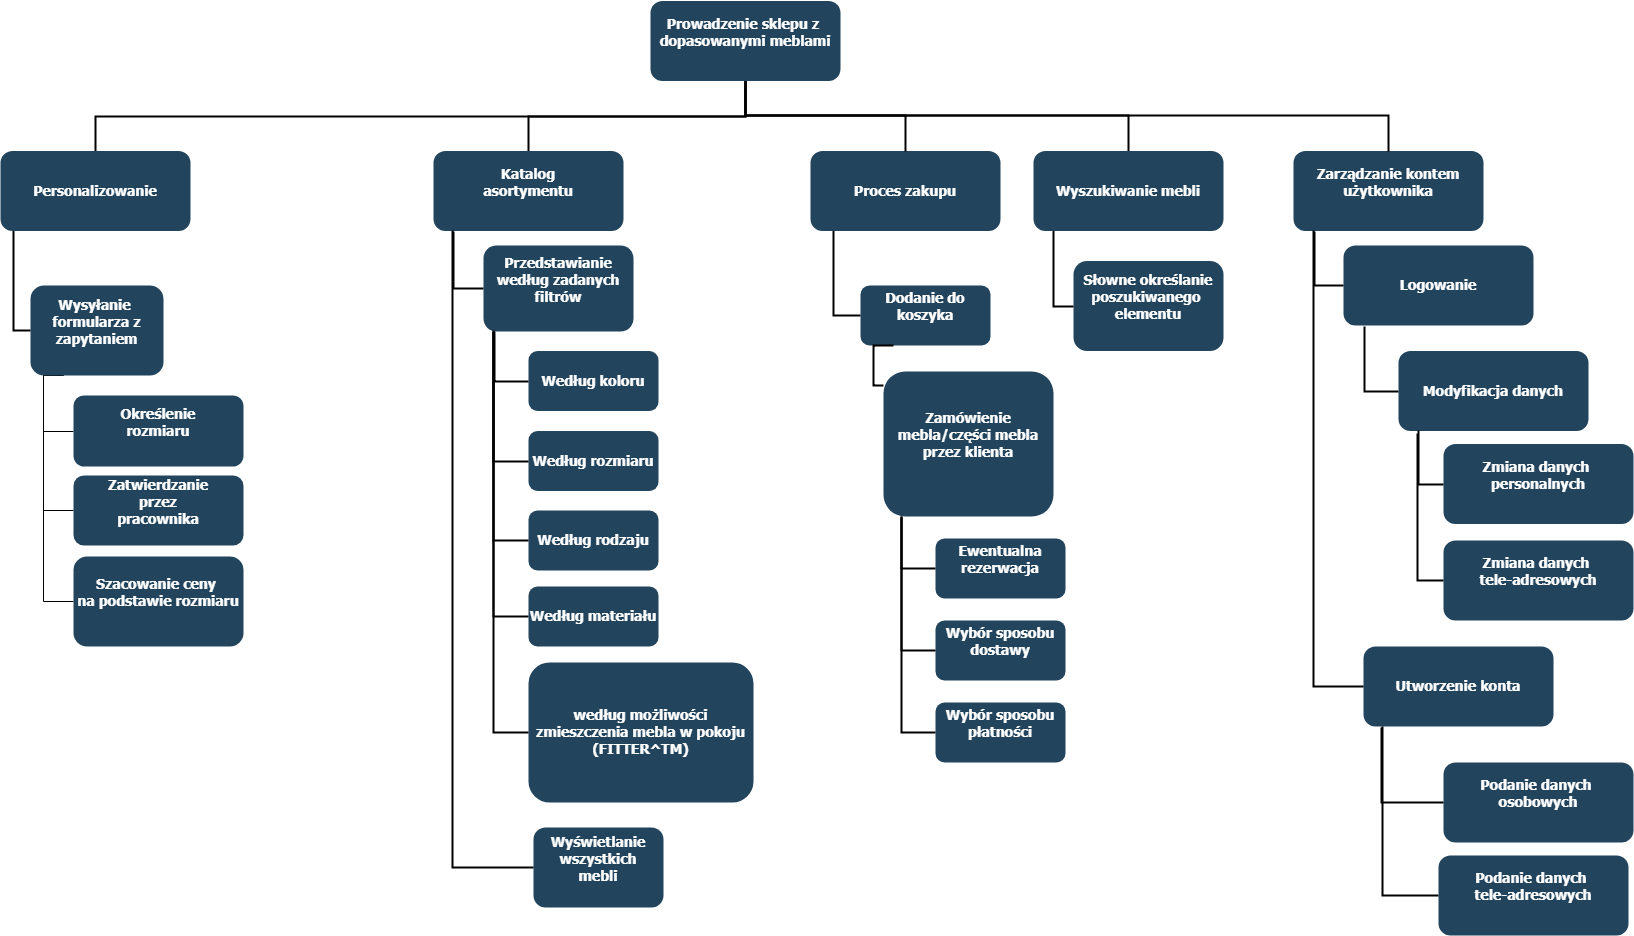 Prowadzenie sklepu z
dopasowanymi meblami
Personalizowanie
Wysyłanie
formularza z
zapytaniem
Określenie
rozmiaru
Zatwierdzanie
przez
pracownika
Szacowanie ceny
na podstawie rozmiaru
Katalog
asortymentu
Przedstawianie
według zadanych
filtrów
Według koloru
Według rozmiaru
Według rodzaju
Według materiału
według możliwości
zmieszczenia mebla w pokoju
(FITTER^TM)
Wyświetlanie
wszystkich
mebli
Proces zakupu
Dodanie do
koszyka
Zamówienie
mebla/części mebla
przez klienta
Ewentualna
rezerwacja
Wybór sposobu
dostawy
Wybór sposobu
płatności
Wyszukiwanie mebli
Słowne określanie
poszukiwanego
elementu
Zarządzanie kontem
użytkownika
Logowanie
Modyfikacja danych
Zmiana danych
personalnych
Zmiana danych
tele-adresowych
Utworzenie konta
Podanie danych
osobowych
Podanie danych
tele-adresowych